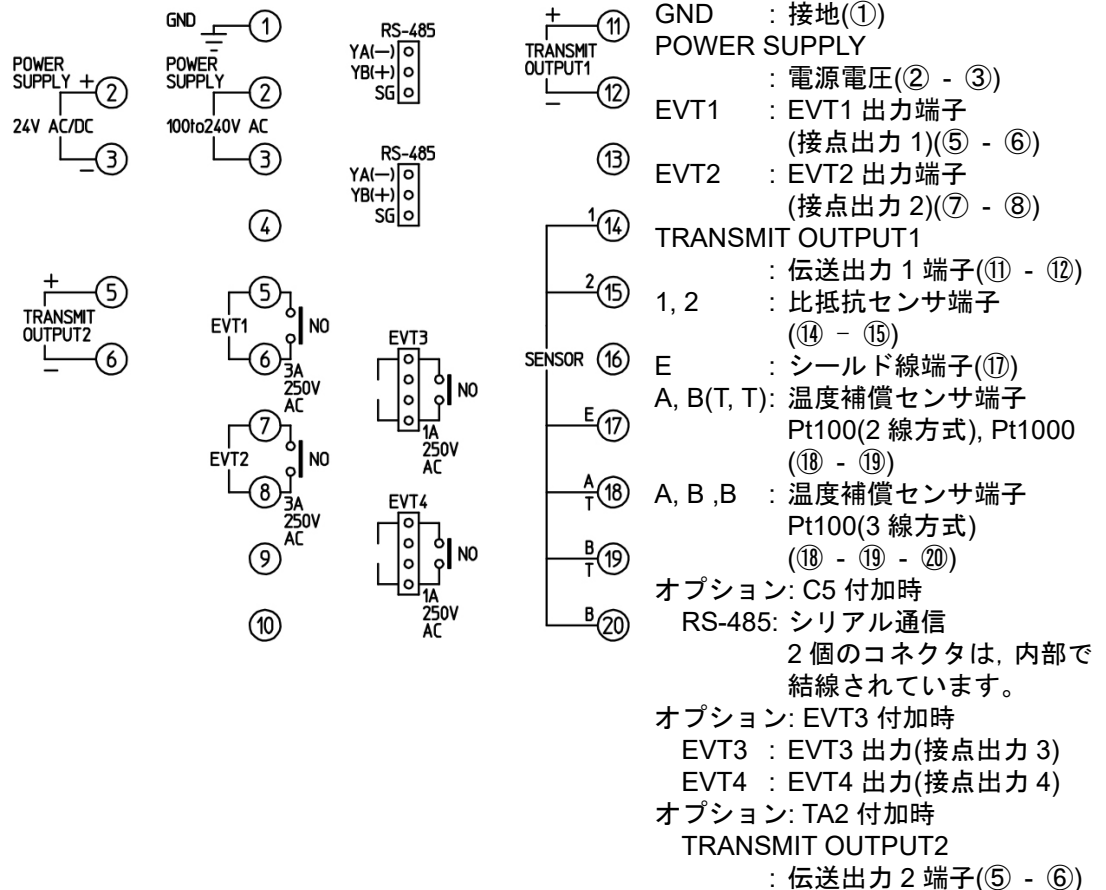 GND
①
POWER
SUPPLY
+
②
24V AC/DC
−
③
POWER
SUPPLY
②
100to240V AC
③
④
+
⑤
TRANSMIT
OUTPUT2
−
⑥
⑤
EVT1
NO
⑥
3A
250V
AC
⑦
EVT2
NO
⑧
3A
250V
AC
⑨
⑩
RS-485
YA(−)
YB(+)
SG
RS-485
YA(−)
YB(+)
SG
EVT3
NO
1A
250V
AC
EVT4
NO
1A
250V
AC
+
⑪
TRANSMIT
OUTPUT1
−
⑫
⑬
1
⑭
2
⑮
SENSOR
⑯
E
⑰
A
T
⑱
B
T
⑲
B
⑳
GND : 接地(①)
POWER SUPPLY
: 電源電圧(② - ③)
EVT1 : EVT1 出力端子
(接点出力 1)(⑤ - ⑥)
EVT2 : EVT2 出力端子
(接点出力 2)(⑦ - ⑧)
TRANSMIT OUTPUT1
: 伝送出力 1 端子(⑪ - ⑫)
1, 2 : 比抵抗センサ端子
(⑭ − ⑮)
E : シールド線端子(⑰)
A, B(T, T): 温度補償センサ端子
Pt100(2 線方式), Pt1000
(⑱ - ⑲)
A, B ,B : 温度補償センサ端子
Pt100(3 線方式)
(⑱ - ⑲ - ⑳)
オプション: C5 付加時
RS-485: シリアル通信
2 個のコネクタは, 内部で
結線されています。
オプション: EVT3 付加時
EVT3 : EVT3 出力(接点出力 3)
EVT4 : EVT4 出力(接点出力 4)
オプション: TA2 付加時
TRANSMIT OUTPUT2
: 伝送出力 2 端子(⑤ - ⑥)